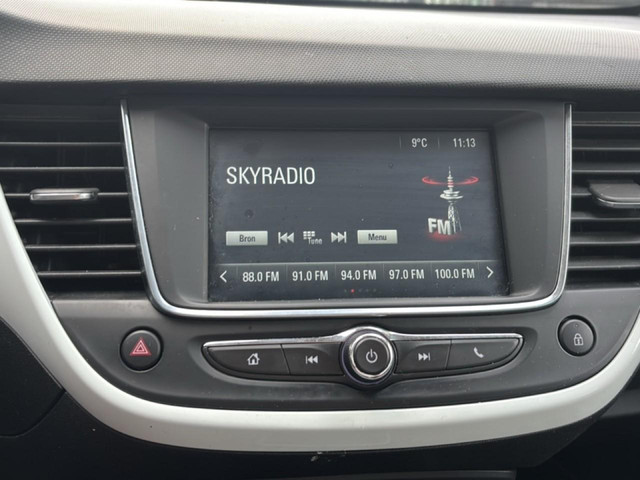 9°C 11:13
SKYRADIO
FM
Bron Tune Menu
88.0 FM 91.0 FM 94.0 FM 97.0 FM 100.0 FM